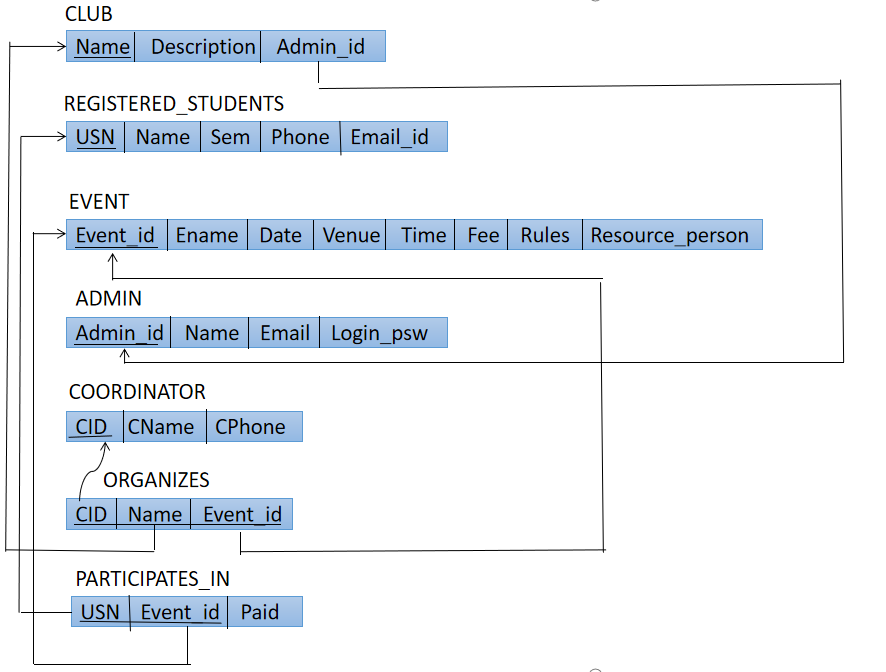 CLUB
Name Description Admin_id
REGISTERED_STUDENTS
USN Name Sem Phone Email_id
EVENT
Event_id Ename Date Venue Time Fee Rules Resource_person
ADMIN
Admin_id Name Email Login_psw
COORDINATOR
CID CName CPhone
ORGANIZES
CID Name Event_id
PARTICIPATES_IN
USN Event_id Paid